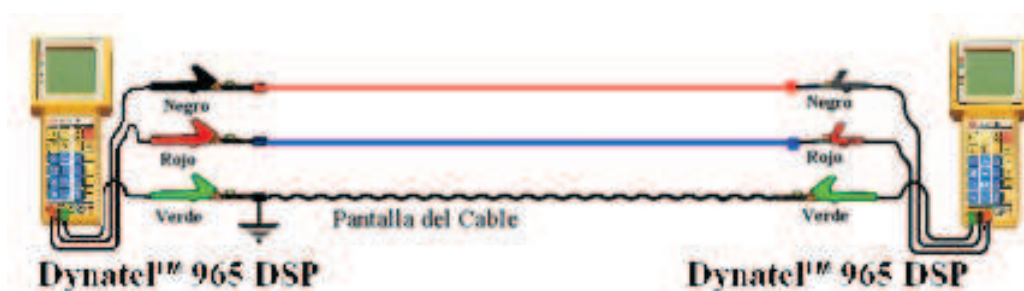 Negro
Negro
Rojo
Rojo
Verde
Pantalla del Cable
Verde
Dynatel™ 965 DSP
Dynatel™ 965 DSP